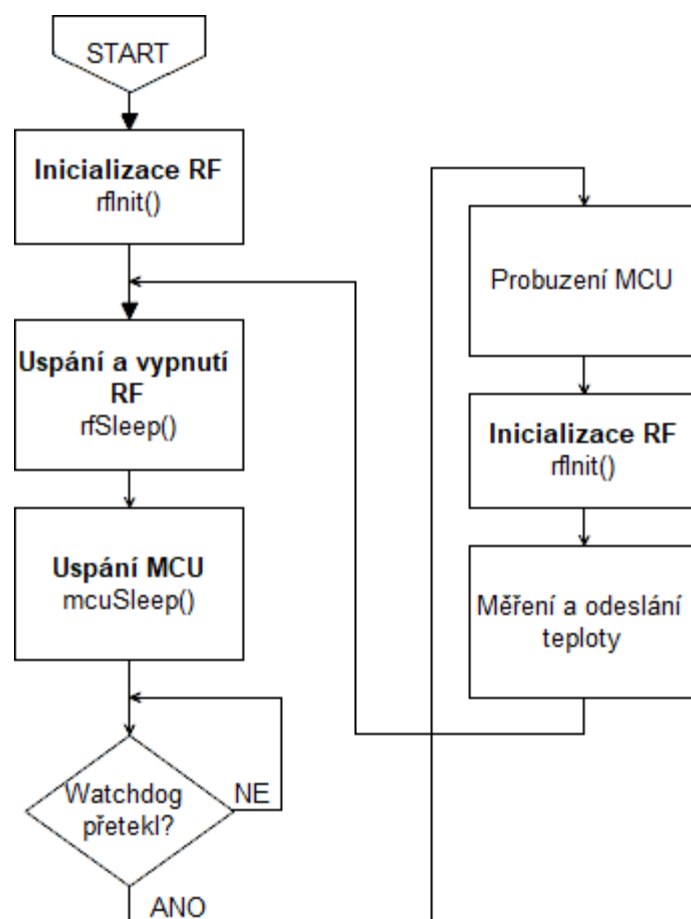 START
Inicializace RF
rfInit()
Uspání a vypnutí
RF
rfSleep()
Uspání MCU
mcuSleep()
Watchdog
přetekl?
NE
ANO
Probuzení MCU
Inicializace RF
rfInit()
Měření a odeslání
teploty